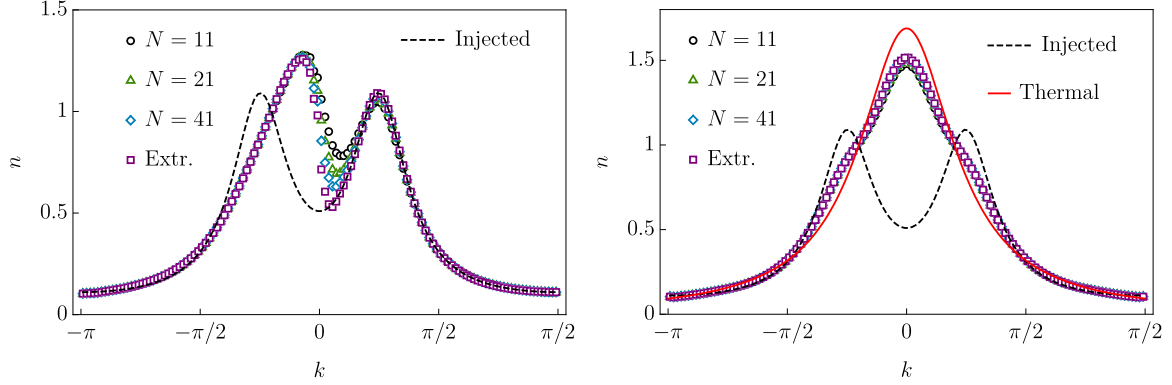 1.5
1
0.5
0
n
N = 11
N = 21
N = 41
Extr.
Injected
−π
−π/2
0
π/2
π/2
k
1.5
1
0.5
0
n
N = 11
N = 21
N = 41
Extr.
Injected
Thermal
−π
−π/2
0
π/2
π/2
k